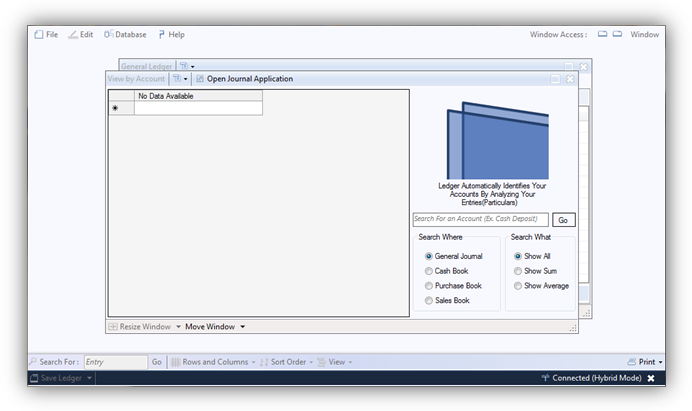 File Edit Database Help Window Access : Window
General Ledger
View by Account Open Journal Application
No Data Available
Ledger Automatically Identifies Your
Accounts By Analyzing Your
Entries(Particulars)
Search For an Account (Ex. Cash Deposit) Go
Search Where Search What
General Journal Show All
Cash Book Show Sum
Purchase Book Show Average
Sales Book
Resize Window Move Window
Search For : Entry Go Rows and Columns Sort Order View Print
Save Ledger Connected (Hybrid Mode)